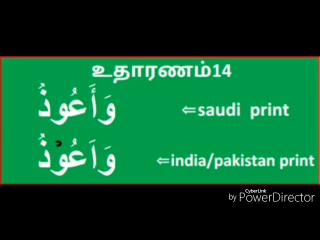 உதாரணம்14
وَأَعُوذُ ⇐saudi print
وَاَعُوْذُ ⇐india/pakistan print
CyberLink
by PowerDirector